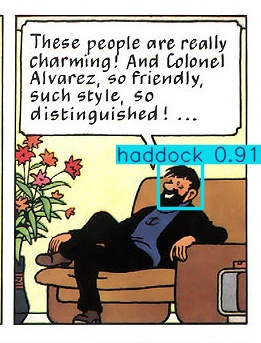 These people are really
charming! And Colonel
Alvarez, so friendly,
such style, so
distinguished! ...
haddock 0.91